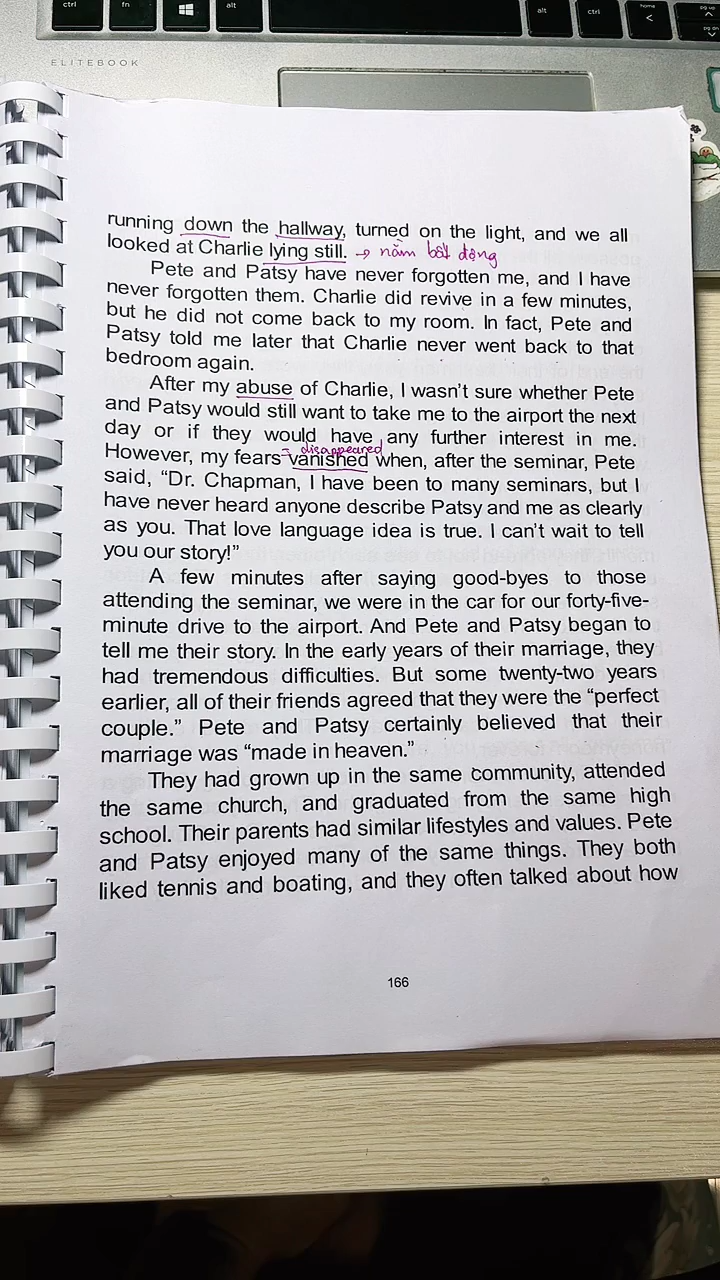 ctrl fn alt alt ctrl home pg up
< pg dn
ELITEBOOK
running down the hallway, turned on the light, and we all
looked at Charlie lying still. → nằm bất động
Pete and Patsy have never forgotten me, and I have
never forgotten them. Charlie did revive in a few minutes,
but he did not come back to my room. In fact, Pete and
Patsy told me later that Charlie never went back to that
bedroom again.
After my abuse of Charlie, I wasn't sure whether Pete
and Patsy would still want to take me to the airport the next
day or if they would have any further interest in me.
= disappeared
However, my fears vanished when, after the seminar, Pete
said, “Dr. Chapman, I have been to many seminars, but I
have never heard anyone describe Patsy and me as clearly
as you. That love language idea is true. I can't wait to tell
you our story!”
A few minutes after saying good-byes to those
attending the seminar, we were in the car for our forty-five-
minute drive to the airport. And Pete and Patsy began to
tell me their story. In the early years of their marriage, they
had tremendous difficulties. But some twenty-two years
earlier, all of their friends agreed that they were the “perfect
couple.” Pete and Patsy certainly believed that their
marriage was “made in heaven.”
They had grown up in the same community, attended
the same church, and graduated from the same high
school. Their parents had similar lifestyles and values. Pete
and Patsy enjoyed many of the same things. They both
liked tennis and boating, and they often talked about how
166